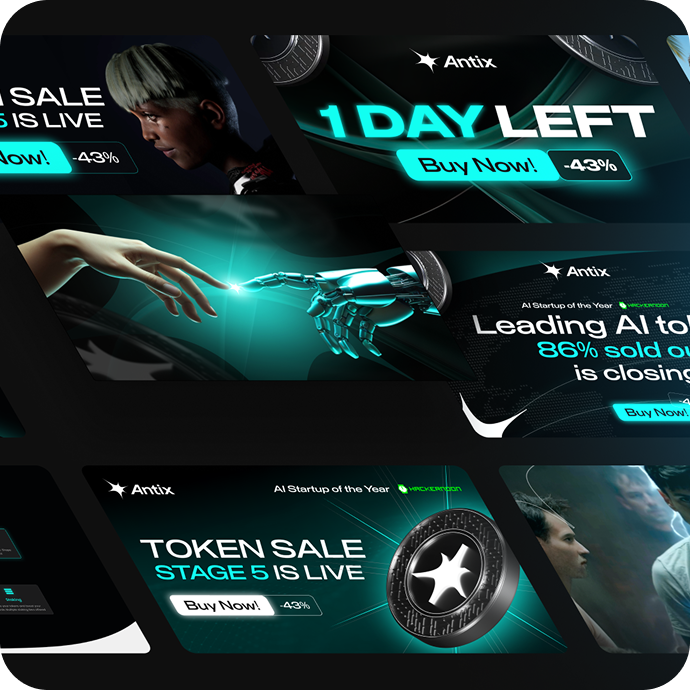 N SALE
5 IS LIVE
Now!
-43%
Antix
1 DAY LEFT
Buy Now!
-43%
Antix
AI Startup of the Year
HACKERNOON
Leading AI to
86% sold ou
is closing
Buy Now!
Antix
AI Startup of the Year
HACKERNOON
TOKEN SALE
STAGE 5 IS LIVE
Buy Now!
-43%
Staking